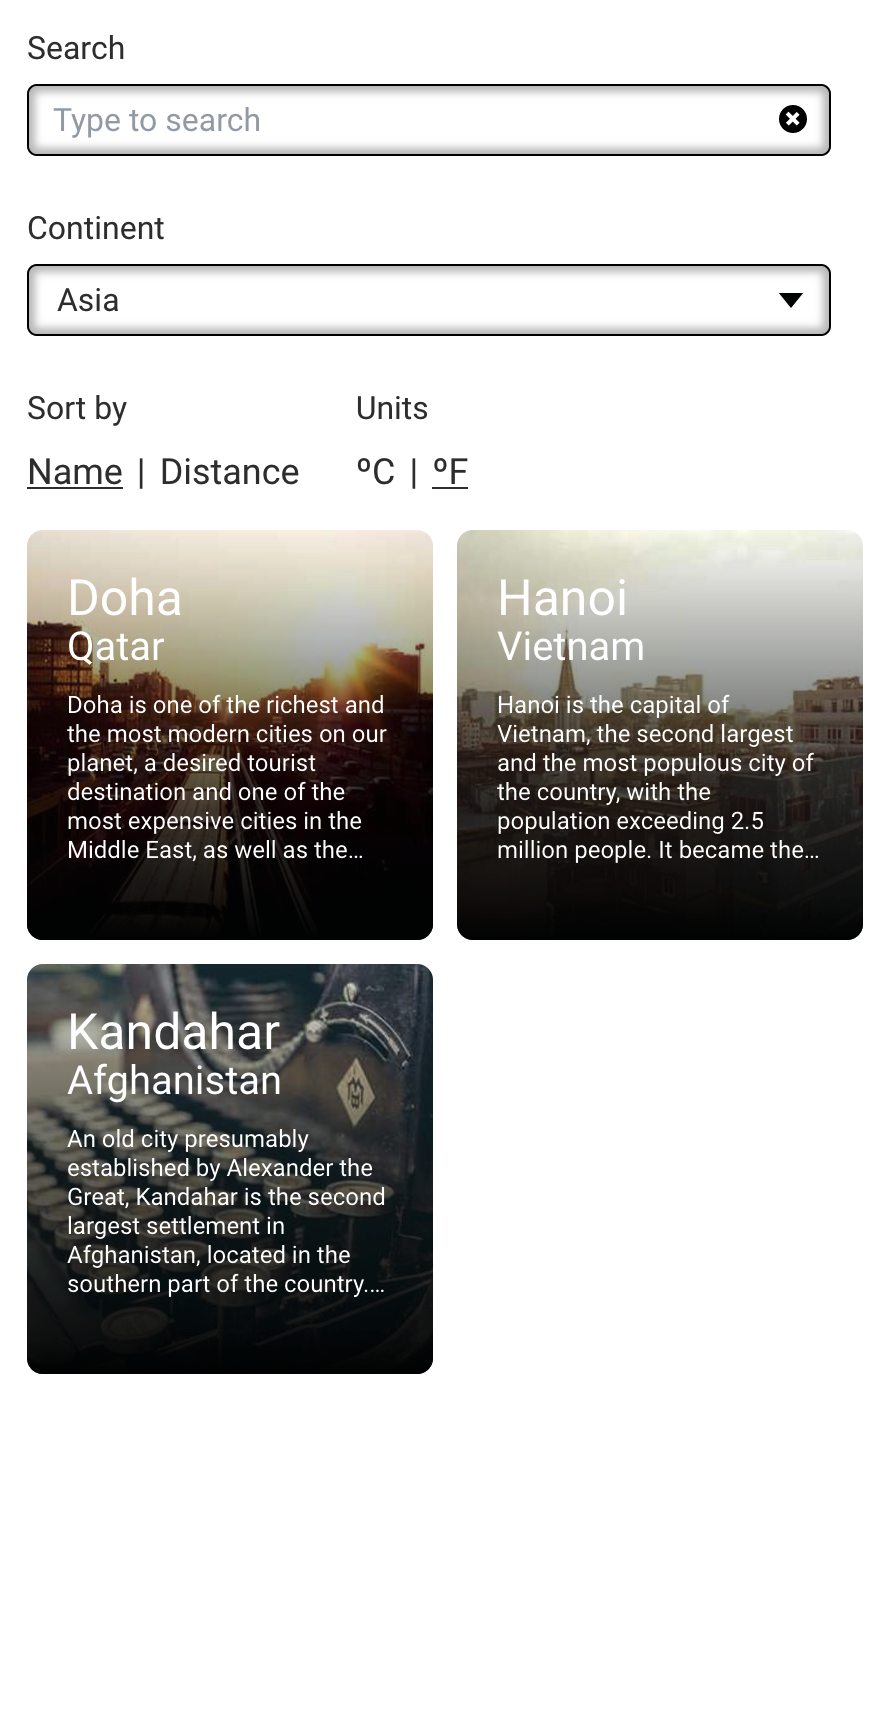 Search
Type to search
Continent
Asia
Sort by
Units
Name | Distance
ºC | ºF
Doha
Qatar
Doha is one of the richest and
the most modern cities on our
planet, a desired tourist
destination and one of the
most expensive cities in the
Middle East, as well as the…
Hanoi
Vietnam
Hanoi is the capital of
Vietnam, the second largest
and the most populous city of
the country, with the
population exceeding 2.5
million people. It became the…
Kandahar
Afghanistan
An old city presumably
established by Alexander the
Great, Kandahar is the second
largest settlement in
Afghanistan, located in the
southern part of the country.…